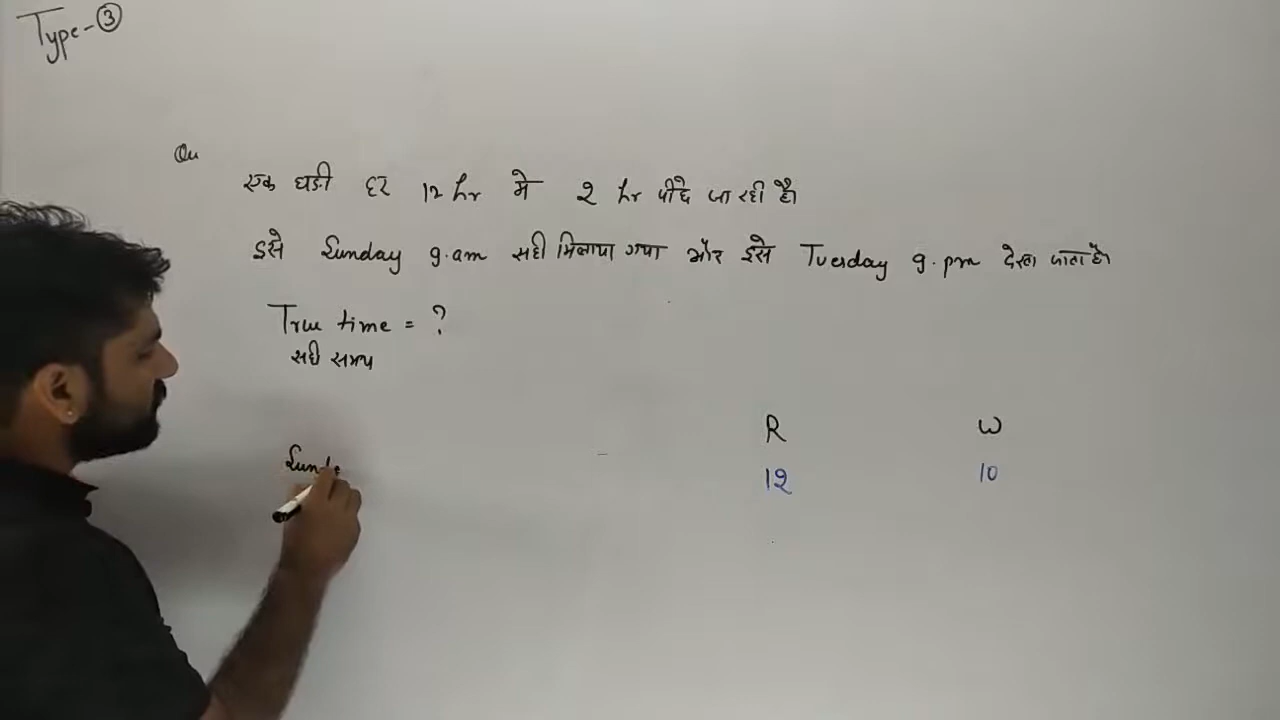 Type-③
Qu
एक घड़ी हर 12 hr मे 2 hr पीछे जा रही है।
इसे Sunday 9.am सही मिलाया गया और इसे Tuesday 9.pm देखा जाता है।
True time = ?
सही समय
R W
12 10
Sunda